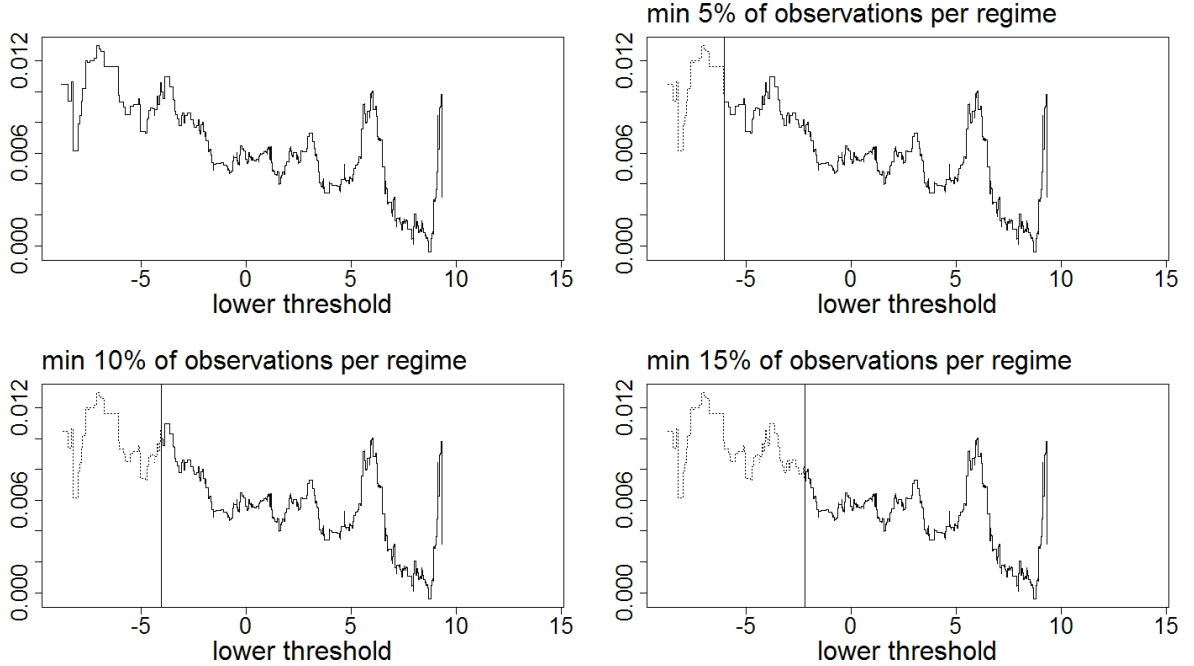 min 5% of observations per regime
0.012
0.006
0.000
-5 0 5 10 15
lower threshold
0.012
0.006
0.000
-5 0 5 10 15
lower threshold
min 10% of observations per regime
min 15% of observations per regime
0.012
0.006
0.000
-5 0 5 10 15
lower threshold
0.012
0.006
0.000
-5 0 5 10 15
lower threshold